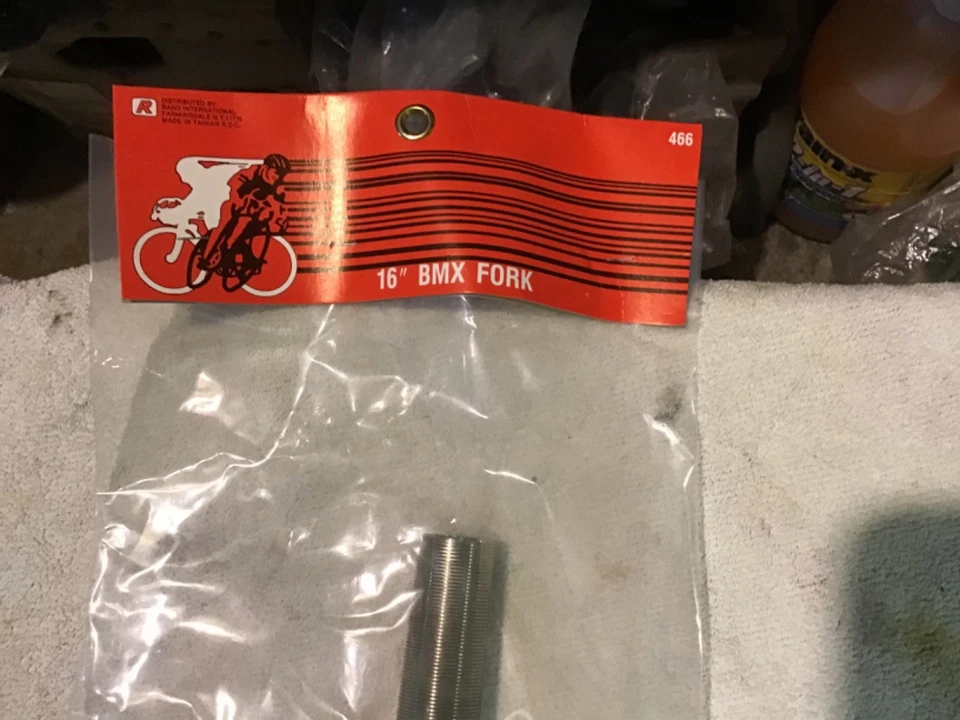 R
DISTRIBUTED BY:
RAND INTERNATIONAL
FARMINGDALE N.Y. 11735
MADE IN TAIWAN R.O.C.
466
16" BMX FORK